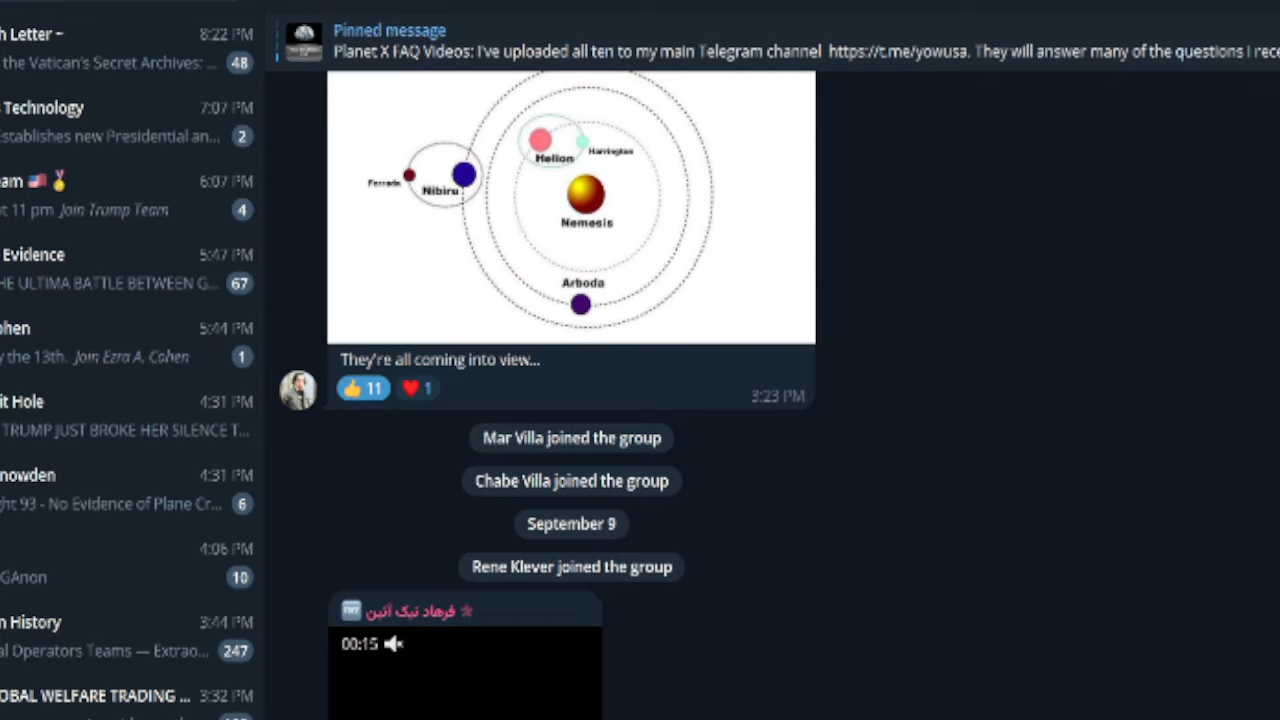 h Letter ~
8:22 PM
the Vatican's Secret Archives: ...
48
s Technology
7:07 PM
Establishes new Presidential an...
2
eam 🇺🇸🏅
6:07 PM
at 11 pm Join Trump Team
4
Evidence
5:47 PM
HE ULTIMA BATTLE BETWEEN G...
67
ohen
5:44 PM
y the 13th. Join Ezra A. Cohen
1
it Hole
4:31 PM
TRUMP JUST BROKE HER SILENCE T...
nowden
4:31 PM
ght 93 - No Evidence of Plane Cr...
6
4:06 PM
GAnon
10
n History
3:44 PM
al Operators Teams — Extrao...
247
OBAL WELFARE TRADING ...
3:32 PM
Pinned message
Planet X FAQ Videos: I've uploaded all ten to my main Telegram channel https://t.me/yowusa. They will answer many of the questions I rece
Helion
Harrington
Nibiru
Nemesis
Arboda
They're all coming into view...
👍 11 ❤️ 1
3:23 PM
Mar Villa joined the group
Chabe Villa joined the group
September 9
Rene Klever joined the group
فرهاد نیک آئین
00:15